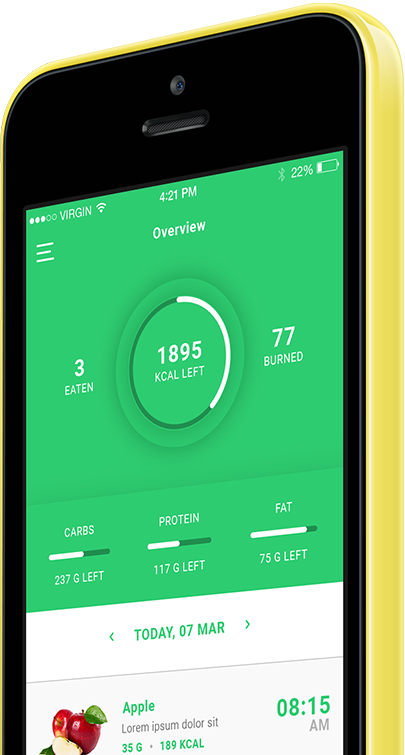 VIRGIN 4:21 PM 22%
Overview
3
EATEN
1895
KCAL LEFT
77
BURNED
CARBS
237 G LEFT
PROTEIN
117 G LEFT
FAT
75 G LEFT
‹ TODAY, 07 MAR ›
Apple
Lorem ipsum dolor sit
35 G • 189 KCAL
08:15
AM